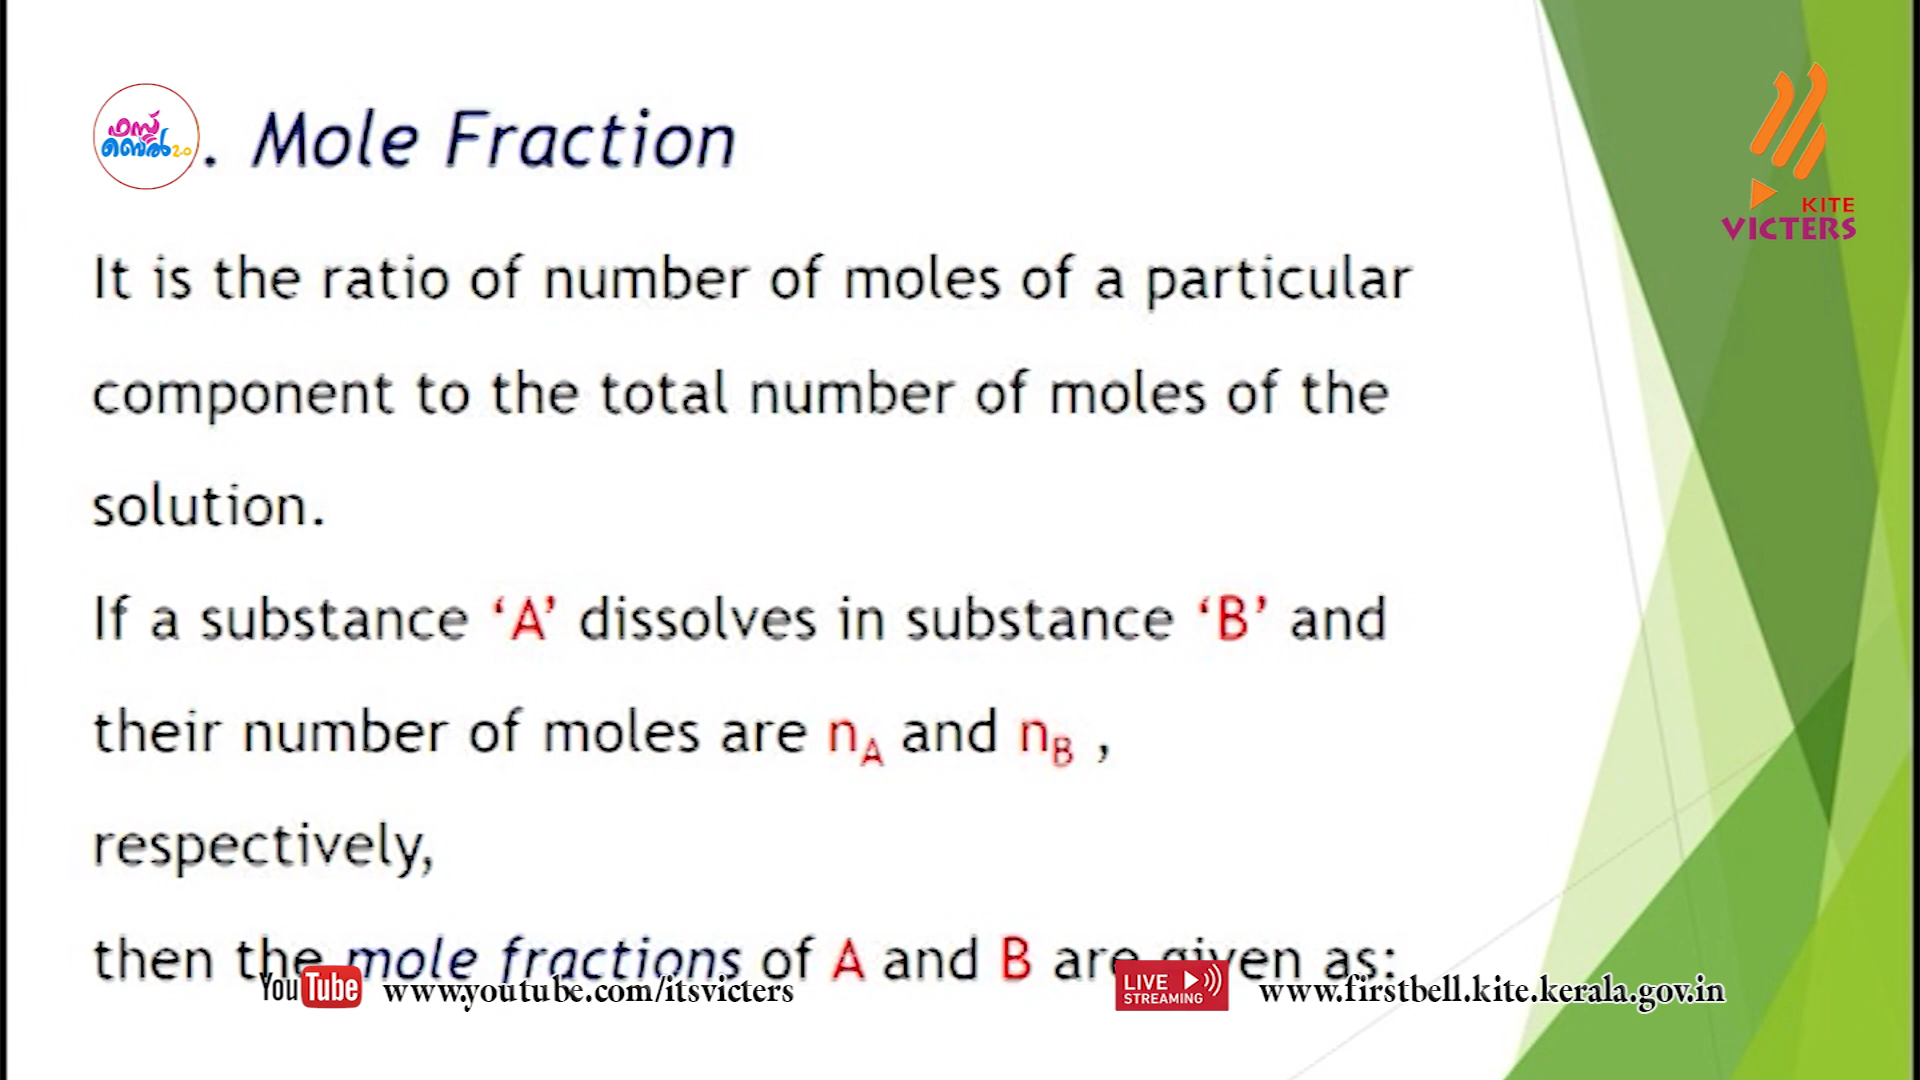 ഫസ്റ്റ്
ബെൽ 2.0
. Mole Fraction
KITE
VICTERS
It is the ratio of number of moles of a particular
component to the total number of moles of the
solution.
If a substance ‘A’ dissolves in substance ‘B’ and
their number of moles are nA and nB ,
respectively,
then the mole fractions of A and B are given as:
YouTube www.youtube.com/itsvicters
LIVE STREAMING www.firstbell.kite.kerala.gov.in